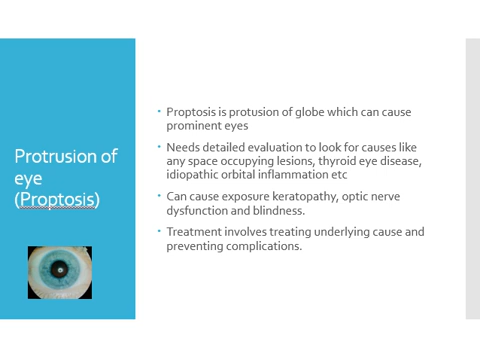 Protrusion of
eye
(Proptosis)
Proptosis is protusion of globe which can cause
prominent eyes
Needs detailed evaluation to look for causes like
any space occupying lesions, thyroid eye disease,
idiopathic orbital inflammation etc
Can cause exposure keratopathy, optic nerve
dysfunction and blindness.
Treatment involves treating underlying cause and
preventing complications.